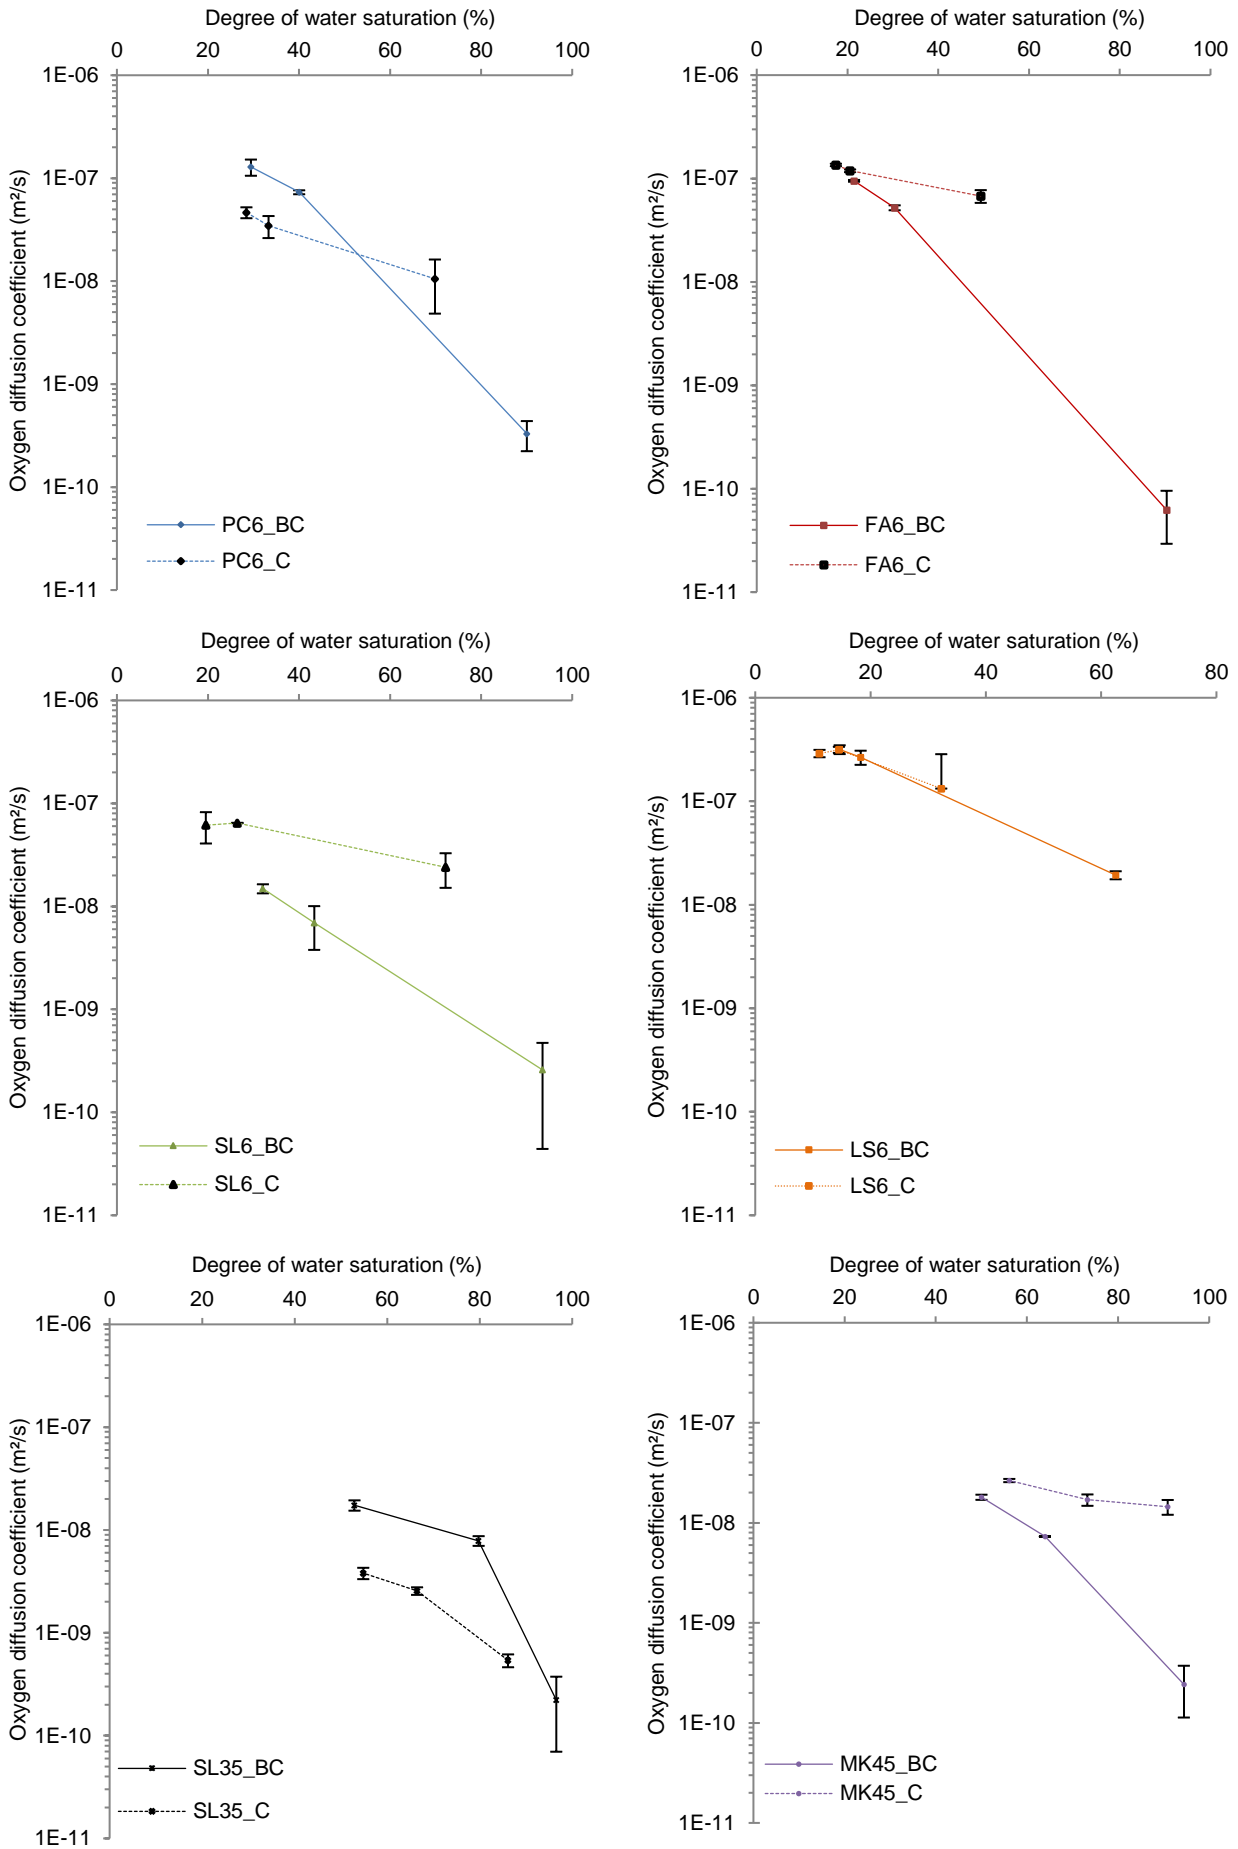 Degree of water saturation (%)
0 20 40 60 80 100
1E-06
1E-07
1E-08
1E-09
1E-10
1E-11
Oxygen diffusion coefficient (m²/s)
PC6_BC
PC6_C
Degree of water saturation (%)
0 20 40 60 80 100
1E-06
1E-07
1E-08
1E-09
1E-10
1E-11
Oxygen diffusion coefficient (m²/s)
FA6_BC
FA6_C
Degree of water saturation (%)
0 20 40 60 80 100
1E-06
1E-07
1E-08
1E-09
1E-10
1E-11
Oxygen diffusion coefficient (m²/s)
SL6_BC
SL6_C
Degree of water saturation (%)
0 20 40 60 80
1E-06
1E-07
1E-08
1E-09
1E-10
1E-11
Oxygen diffusion coefficient (m²/s)
LS6_BC
LS6_C
Degree of water saturation (%)
0 20 40 60 80 100
1E-06
1E-07
1E-08
1E-09
1E-10
1E-11
Oxygen diffusion coefficient (m²/s)
SL35_BC
SL35_C
Degree of water saturation (%)
0 20 40 60 80 100
1E-06
1E-07
1E-08
1E-09
1E-10
1E-11
Oxygen diffusion coefficient (m²/s)
MK45_BC
MK45_C